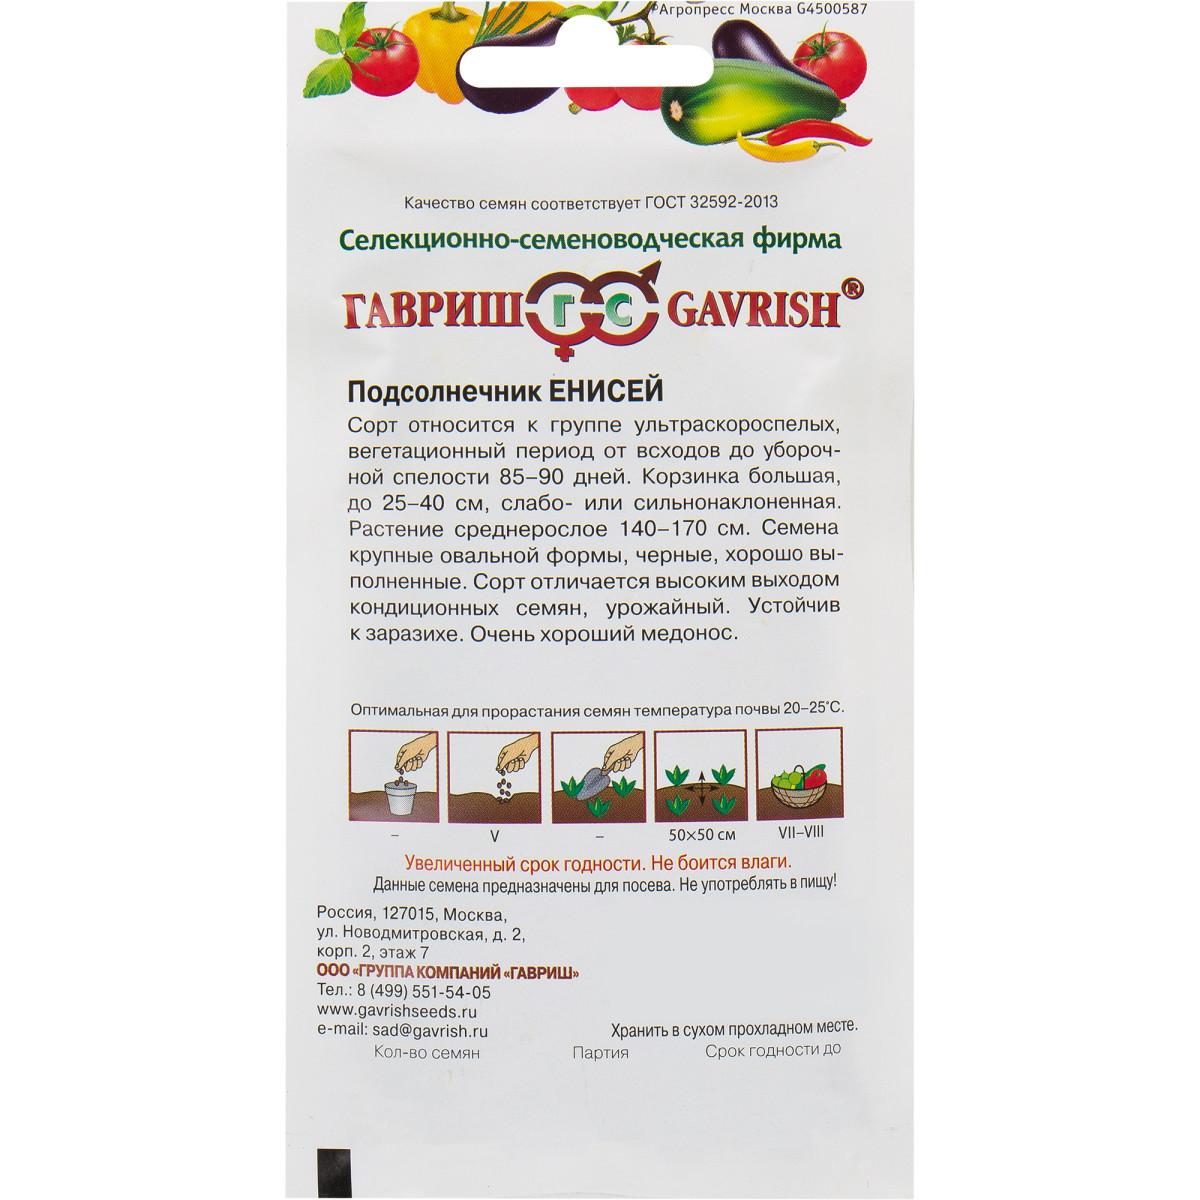 ®Агропресс Москва G4500587
Качество семян соответствует ГОСТ 32592-2013
Селекционно-семеноводческая фирма
ГАВРИШ ГС GAVRISH®
Подсолнечник ЕНИСЕЙ
Сорт относится к группе ультраскороспелых,
вегетационный период от всходов до убороч-
ной спелости 85–90 дней. Корзинка большая,
до 25–40 см, слабо- или сильнонаклоненная.
Растение среднерослое 140–170 см. Семена
крупные овальной формы, черные, хорошо вы-
полненные. Сорт отличается высоким выходом
кондиционных семян, урожайный. Устойчив
к заразихе. Очень хороший медонос.
Оптимальная для прорастания семян температура почвы 20–25°С.
– V – 50×50 см VII–VIII
Увеличенный срок годности. Не боится влаги.
Данные семена предназначены для посева. Не употреблять в пищу!
Россия, 127015, Москва,
ул. Новодмитровская, д. 2,
корп. 2, этаж 7
ООО «ГРУППА КОМПАНИЙ «ГАВРИШ»
Тел.: 8 (499) 551-54-05
www.gavrishseeds.ru
e-mail: sad@gavrish.ru
Хранить в сухом прохладном месте.
Кол-во семян Партия Срок годности до